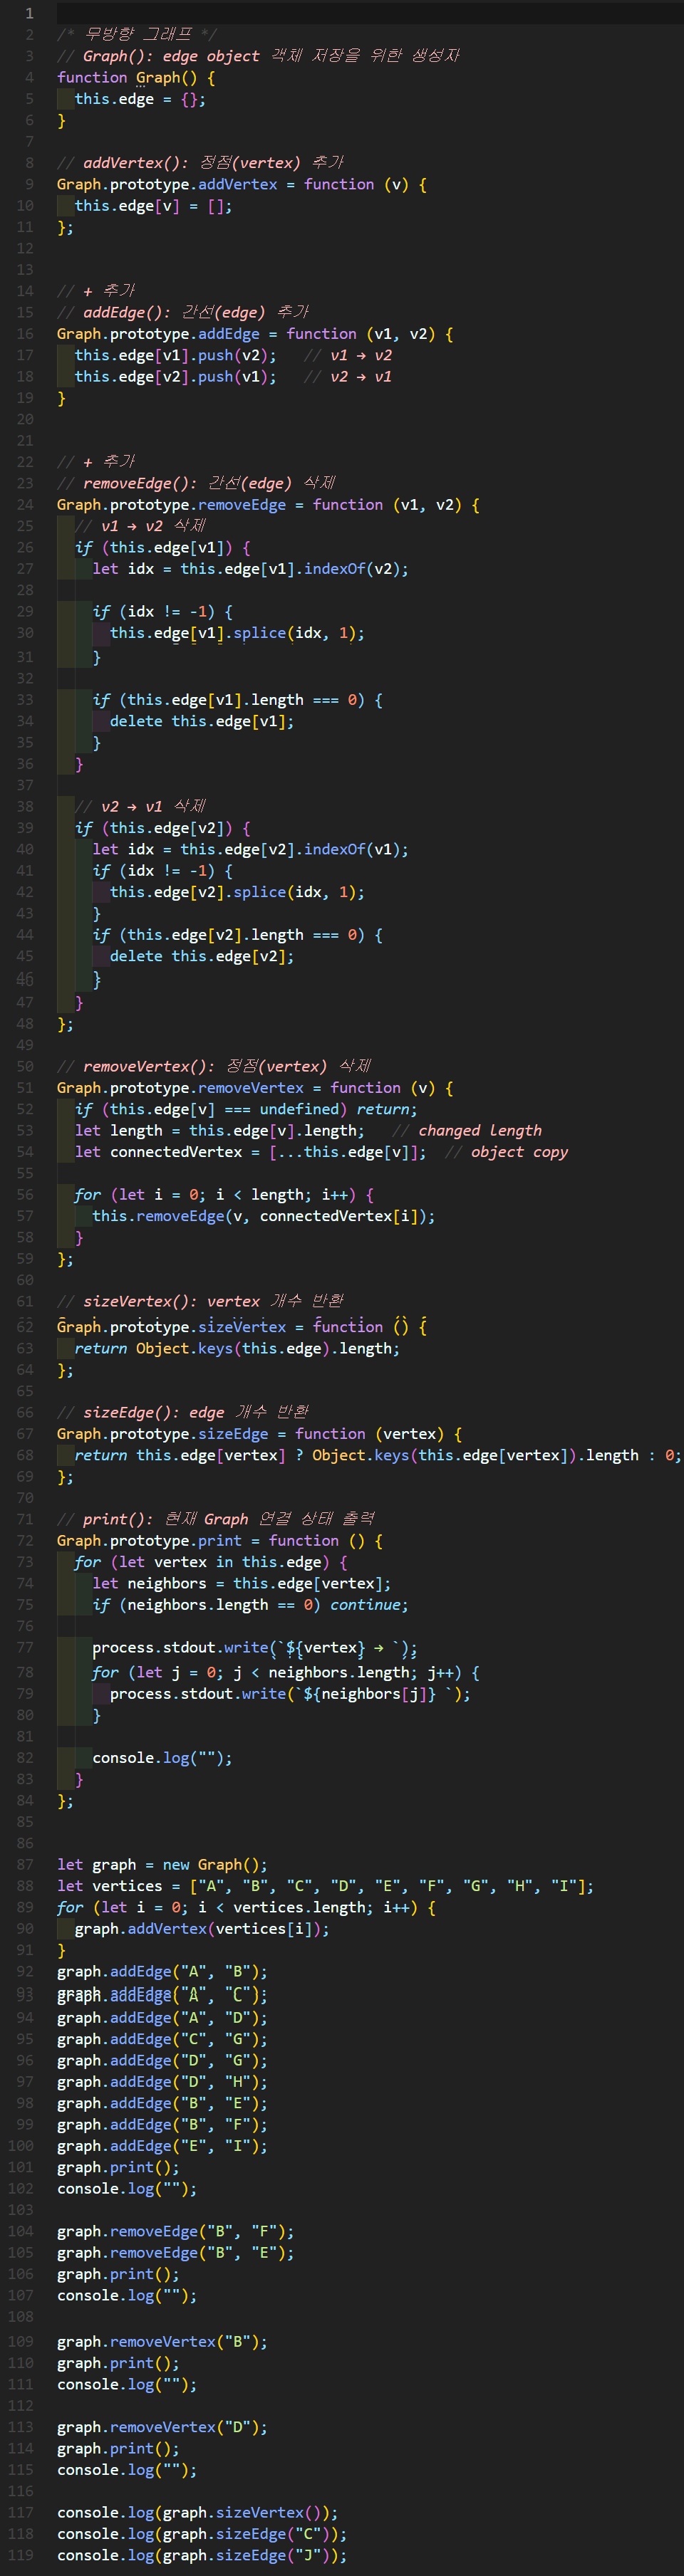 1
2 /* 무방향 그래프 */
3 // Graph(): edge object 객체 저장을 위한 생성자
4 function Graph() {
5   this.edge = {};
6 }
7
8 // addVertex(): 정점(vertex) 추가
9 Graph.prototype.addVertex = function (v) {
10   this.edge[v] = [];
11 };
12
13
14 // + 추가
15 // addEdge(): 간선(edge) 추가
16 Graph.prototype.addEdge = function (v1, v2) {
17   this.edge[v1].push(v2);   // v1 → v2
18   this.edge[v2].push(v1);   // v2 → v1
19 }
20
21
22 // + 추가
23 // removeEdge(): 간선(edge) 삭제
24 Graph.prototype.removeEdge = function (v1, v2) {
25   // v1 → v2 삭제
26   if (this.edge[v1]) {
27     let idx = this.edge[v1].indexOf(v2);
28
29     if (idx != -1) {
30       this.edge[v1].splice(idx, 1);
31     }
32
33     if (this.edge[v1].length === 0) {
34       delete this.edge[v1];
35     }
36   }
37
38   // v2 → v1 삭제
39   if (this.edge[v2]) {
40     let idx = this.edge[v2].indexOf(v1);
41     if (idx != -1) {
42       this.edge[v2].splice(idx, 1);
43     }
44     if (this.edge[v2].length === 0) {
45       delete this.edge[v2];
46     }
47   }
48 };
49
50 // removeVertex(): 정점(vertex) 삭제
51 Graph.prototype.removeVertex = function (v) {
52   if (this.edge[v] === undefined) return;
53   let length = this.edge[v].length;   // changed length
54   let connectedVertex = [...this.edge[v]];  // object copy
55
56   for (let i = 0; i < length; i++) {
57     this.removeEdge(v, connectedVertex[i]);
58   }
59 };
60
61 // sizeVertex(): vertex 개수 반환
62 Graph.prototype.sizeVertex = function () {
63   return Object.keys(this.edge).length;
64 };
65
66 // sizeEdge(): edge 개수 반환
67 Graph.prototype.sizeEdge = function (vertex) {
68   return this.edge[vertex] ? Object.keys(this.edge[vertex]).length : 0;
69 };
70
71 // print(): 현재 Graph 연결 상태 출력
72 Graph.prototype.print = function () {
73   for (let vertex in this.edge) {
74     let neighbors = this.edge[vertex];
75     if (neighbors.length == 0) continue;
76
77     process.stdout.write(`${vertex} → `);
78     for (let j = 0; j < neighbors.length; j++) {
79       process.stdout.write(`${neighbors[j]} `);
80     }
81
82     console.log("");
83   }
84 };
85
86
87 let graph = new Graph();
88 let vertices = ["A", "B", "C", "D", "E", "F", "G", "H", "I"];
89 for (let i = 0; i < vertices.length; i++) {
90   graph.addVertex(vertices[i]);
91 }
92 graph.addEdge("A", "B");
93 graph.addEdge("A", "C");
94 graph.addEdge("A", "D");
95 graph.addEdge("C", "G");
96 graph.addEdge("D", "G");
97 graph.addEdge("D", "H");
98 graph.addEdge("B", "E");
99 graph.addEdge("B", "F");
100 graph.addEdge("E", "I");
101 graph.print();
102 console.log("");
103
104 graph.removeEdge("B", "F");
105 graph.removeEdge("B", "E");
106 graph.print();
107 console.log("");
108
109 graph.removeVertex("B");
110 graph.print();
111 console.log("");
112
113 graph.removeVertex("D");
114 graph.print();
115 console.log("");
116
117 console.log(graph.sizeVertex());
118 console.log(graph.sizeEdge("C"));
119 console.log(graph.sizeEdge("J"));